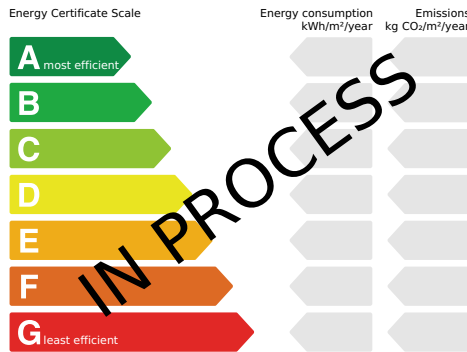 Energy Certificate Scale
Energy consumption
kWh/m²/year
Emissions
kg CO₂/m²/year
A most efficient
B
C
D
E
F
G least efficient
IN PROCESS